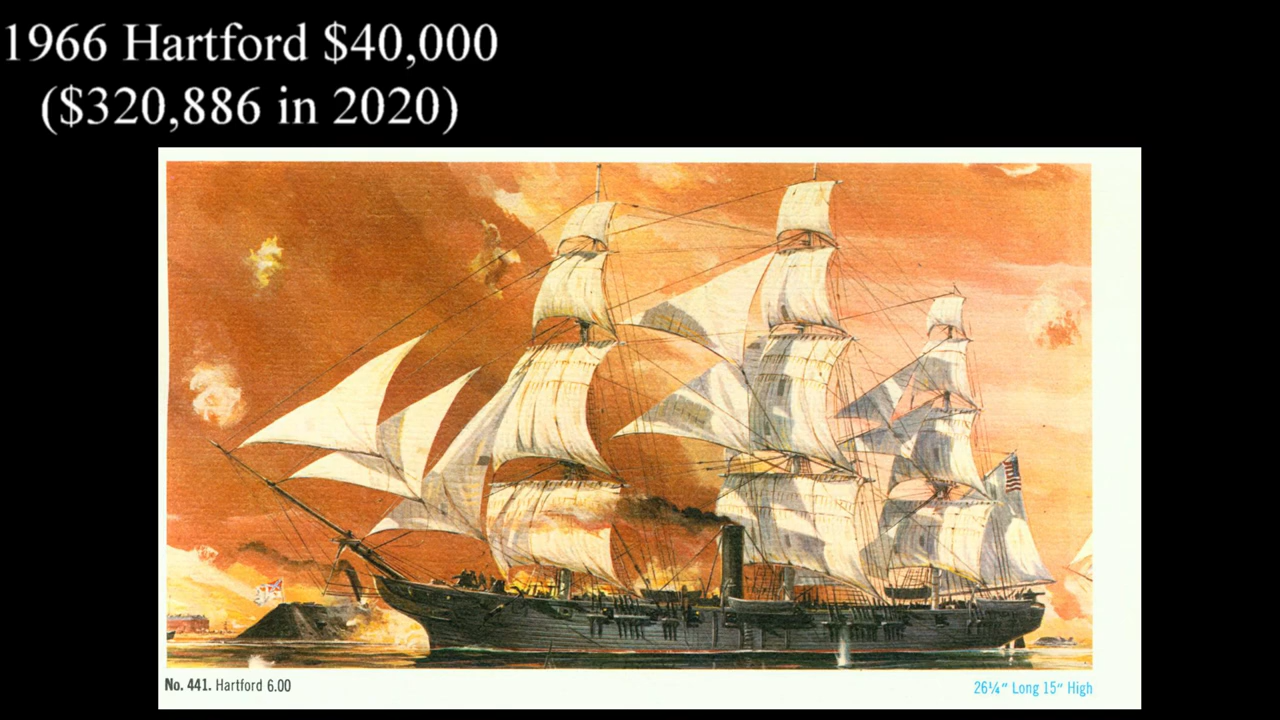 1966 Hartford $40,000
($320,886 in 2020)
No. 441. Hartford 6.00
26¼" Long 15" High